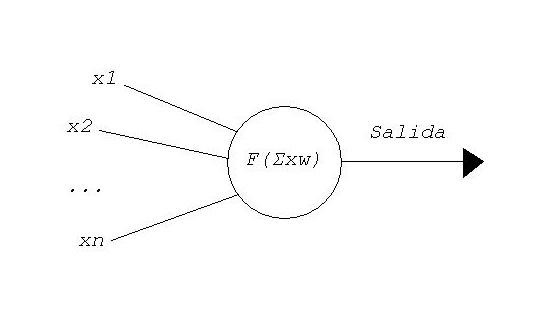 x1
x2
...
xn
F(Σxw)
Salida